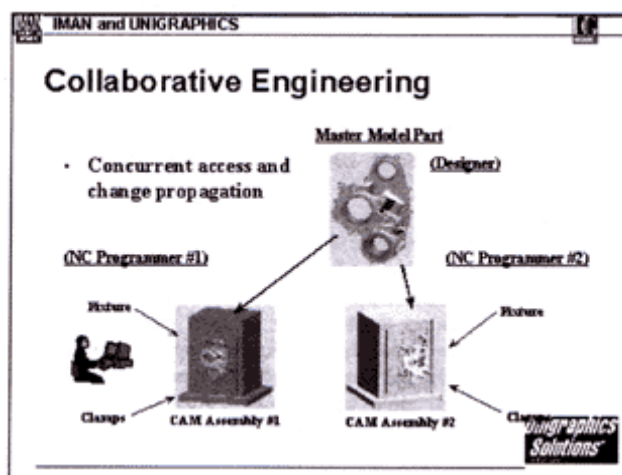 IMAN and UNIGRAPHICS
Collaborative Engineering
Master Model Part
• Concurrent access and
change propagation
(Designer)
(NC Programmer #1)
(NC Programmer #2)
Fixture
Fixture
Clamps
CAM Assembly #1
CAM Assembly #2
Clamps
Unigraphics
Solutions